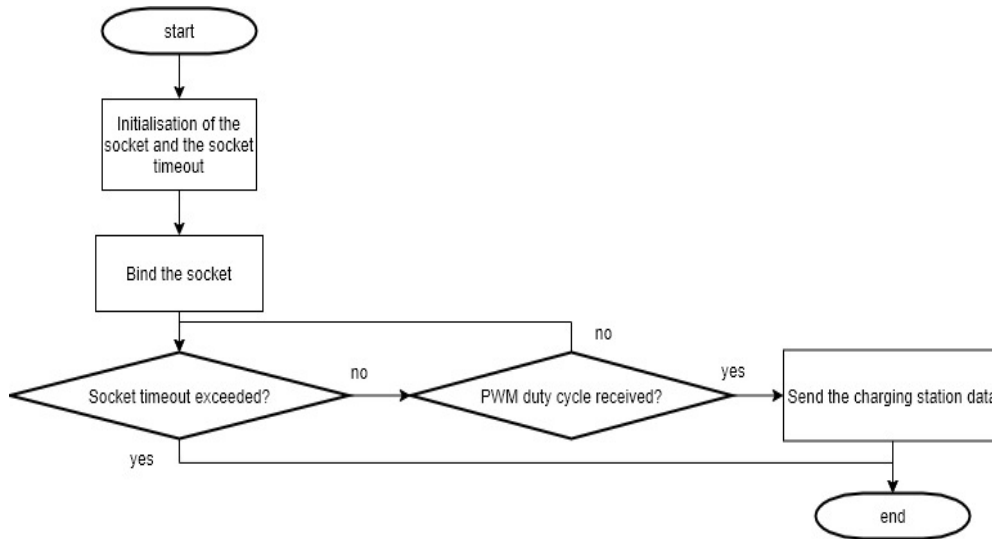 start
Initialisation of the
socket and the socket
timeout
Bind the socket
Socket timeout exceeded?
no
PWM duty cycle received?
no
yes
Send the charging station data
yes
end